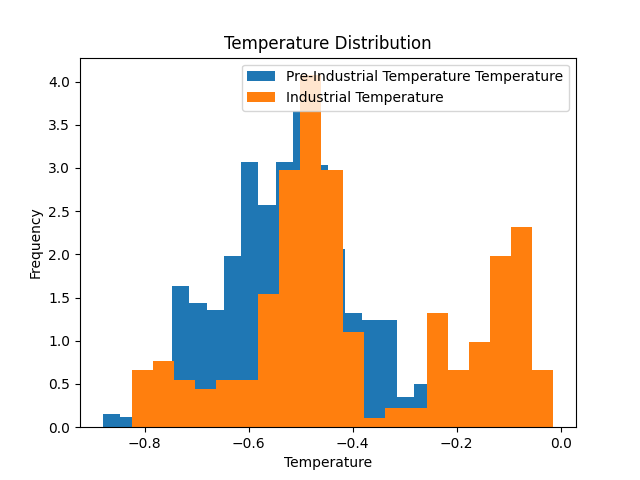 Temperature Distribution
Pre-Industrial Temperature Temperature
Industrial Temperature
4.0
3.5
3.0
2.5
2.0
1.5
1.0
0.5
0.0
Frequency
−0.8
−0.6
−0.4
−0.2
0.0
Temperature